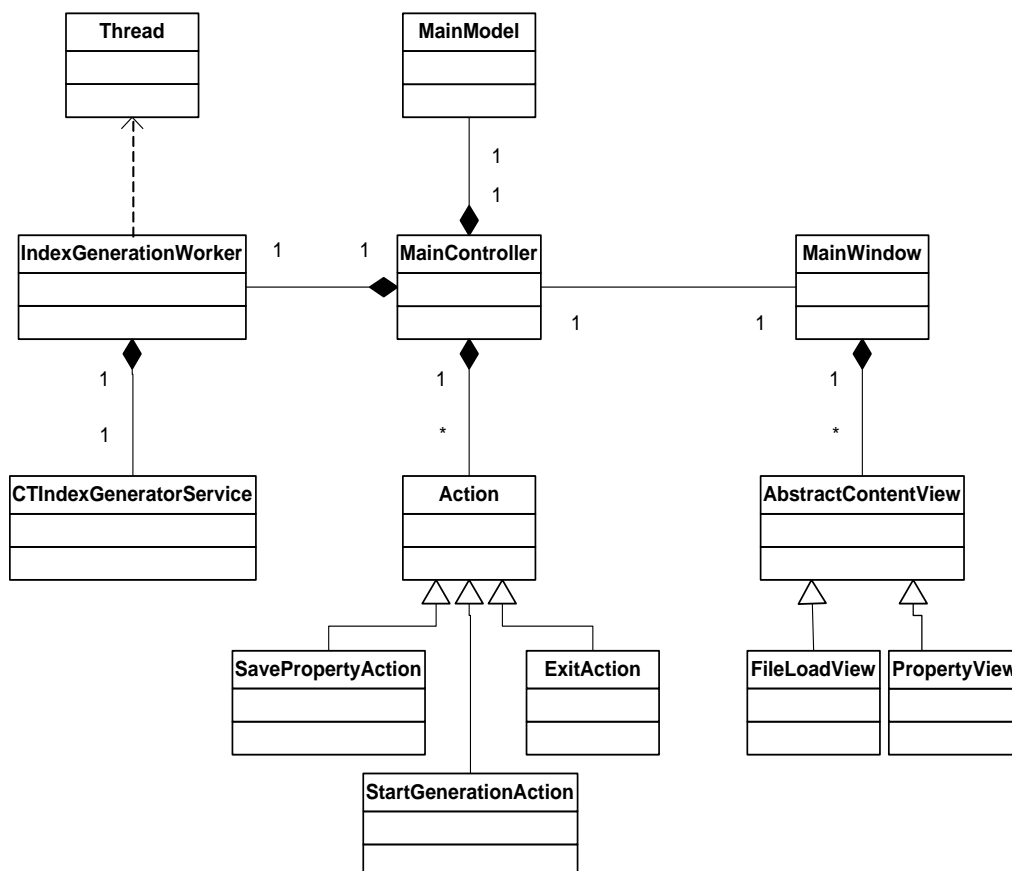 Thread
MainModel
1
1
IndexGenerationWorker
1
1
MainController
MainWindow
1
1
1
1
1
1
*
1
*
CTIndexGeneratorService
Action
AbstractContentView
SavePropertyAction
ExitAction
FileLoadView
PropertyView
StartGenerationAction